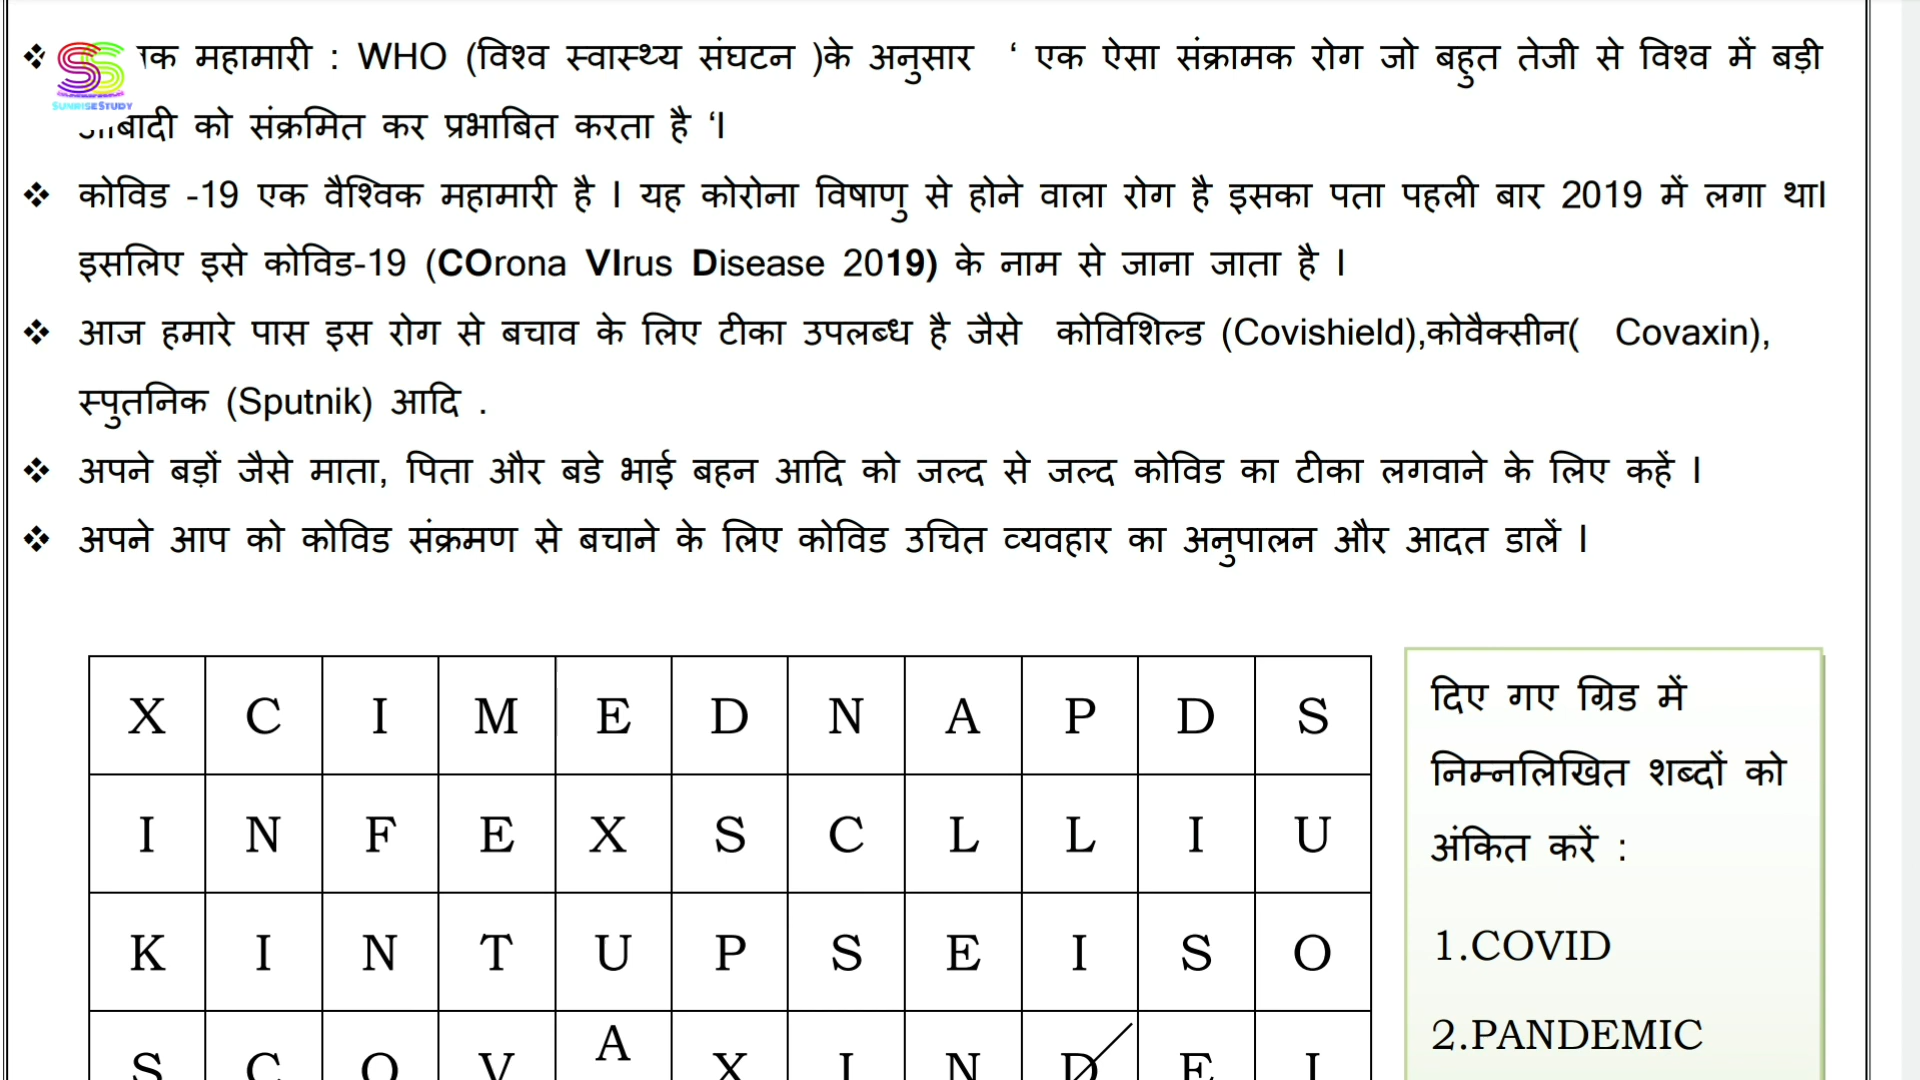 महामारी : WHO (विश्व स्वास्थ्य संघटन )के अनुसार ‘ एक ऐसा संक्रामक रोग जो बहुत तेजी से विश्व में बड़ी
SUNRISE STUDY
को संक्रमित कर प्रभाबित करता है ‘।
❖ कोविड -19 एक वैश्विक महामारी है । यह कोरोना विषाणु से होने वाला रोग है इसका पता पहली बार 2019 में लगा था।
इसलिए इसे कोविड-19 (COrona VIrus Disease 2019) के नाम से जाना जाता है ।
❖ आज हमारे पास इस रोग से बचाव के लिए टीका उपलब्ध है जैसे कोविशिल्ड (Covishield),कोवैक्सीन( Covaxin),
स्पुतनिक (Sputnik) आदि .
❖ अपने बड़ों जैसे माता, पिता और बडे भाई बहन आदि को जल्द से जल्द कोविड का टीका लगवाने के लिए कहें ।
❖ अपने आप को कोविड संक्रमण से बचाने के लिए कोविड उचित व्यवहार का अनुपालन और आदत डालें ।
X C I M E D N A P D S
I N F E X S C L L I U
K I N T U P S E I S O
S C O V A X I N D E I
दिए गए ग्रिड में
निम्नलिखित शब्दों को
अंकित करें :
1.COVID
2.PANDEMIC